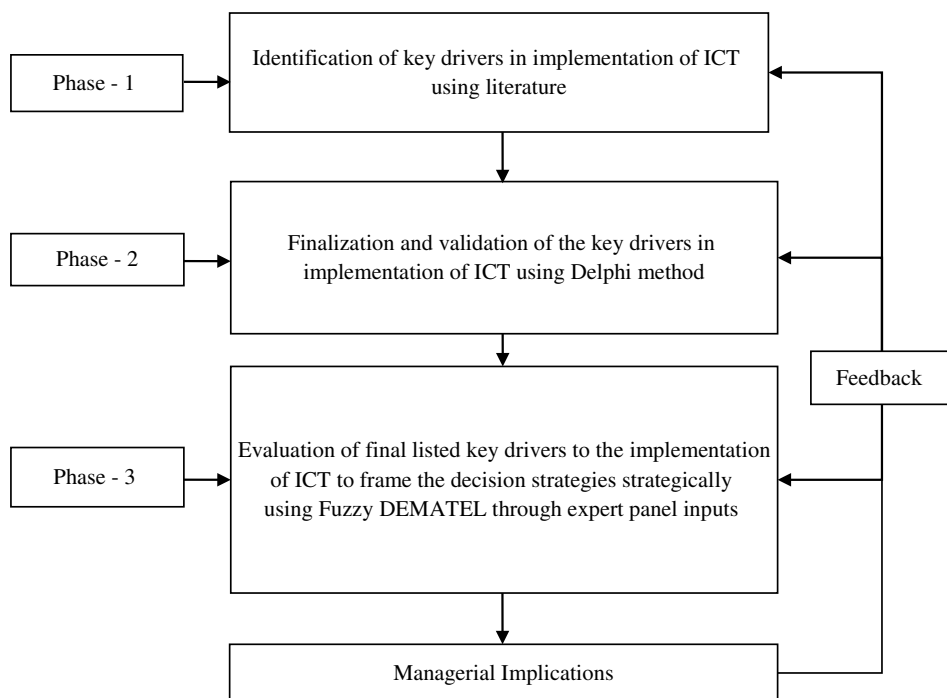 Phase - 1
Identification of key drivers in implementation of ICT
using literature
Phase - 2
Finalization and validation of the key drivers in
implementation of ICT using Delphi method
Feedback
Phase - 3
Evaluation of final listed key drivers to the implementation
of ICT to frame the decision strategies strategically
using Fuzzy DEMATEL through expert panel inputs
Managerial Implications